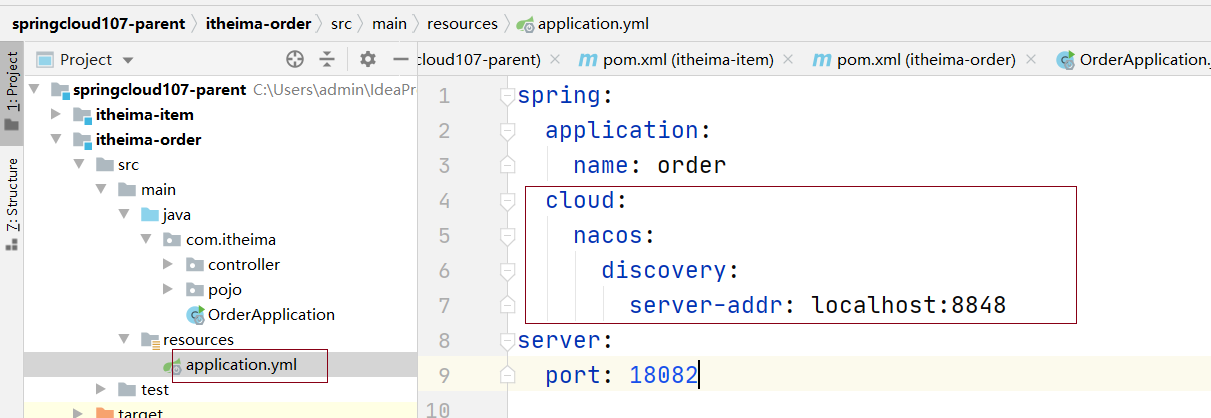 springcloud107-parent itheima-order src main resources application.yml
Project
cloud107-parent) pom.xml (itheima-item) pom.xml (itheima-order) OrderApplication.
1: Project
7: Structure
springcloud107-parent C:\Users\admin\IdeaPr
itheima-item
itheima-order
src
main
java
com.itheima
controller
pojo
OrderApplication
resources
application.yml
test
target
1 spring:
2 application:
3 name: order
4 cloud:
5 nacos:
6 discovery:
7 server-addr: localhost:8848
8 server:
9 port: 18082
10